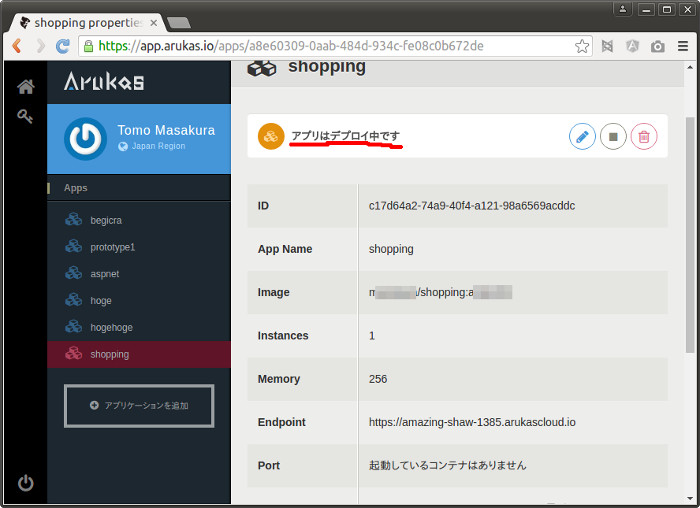 shopping properties
https://app.arukas.io/apps/a8e60309-0aab-484d-934c-fe08c0b672de
Arukas
Tomo Masakura
Japan Region
Apps
begicra
prototype1
aspnet
hoge
hogehoge
shopping
アプリケーションを追加
shopping
アプリはデプロイ中です
ID c17d64a2-74a9-40f4-a121-98a6569acddc
App Name shopping
Image m /shopping:a
Instances 1
Memory 256
Endpoint https://amazing-shaw-1385.arukascloud.io
Port 起動しているコンテナはありません